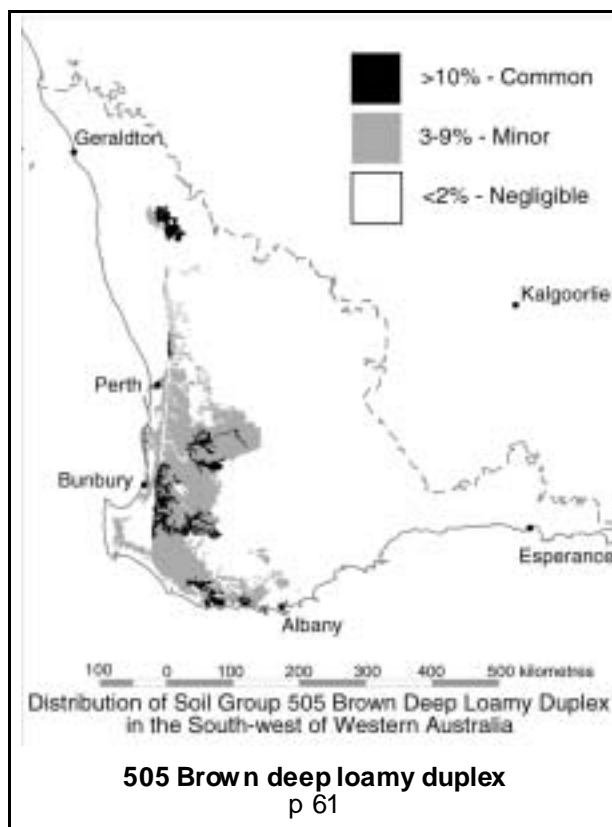 >10% - Common
Geraldton
3-9% - Minor
<2% - Negligible
Kalgoorlie
Perth
Bunbury
Esperance
Albany
100 0 100 200 300 400 500 kilometres
Distribution of Soil Group 505 Brown Deep Loamy Duplex
in the South-west of Western Australia
505 Brown deep loamy duplex
p 61